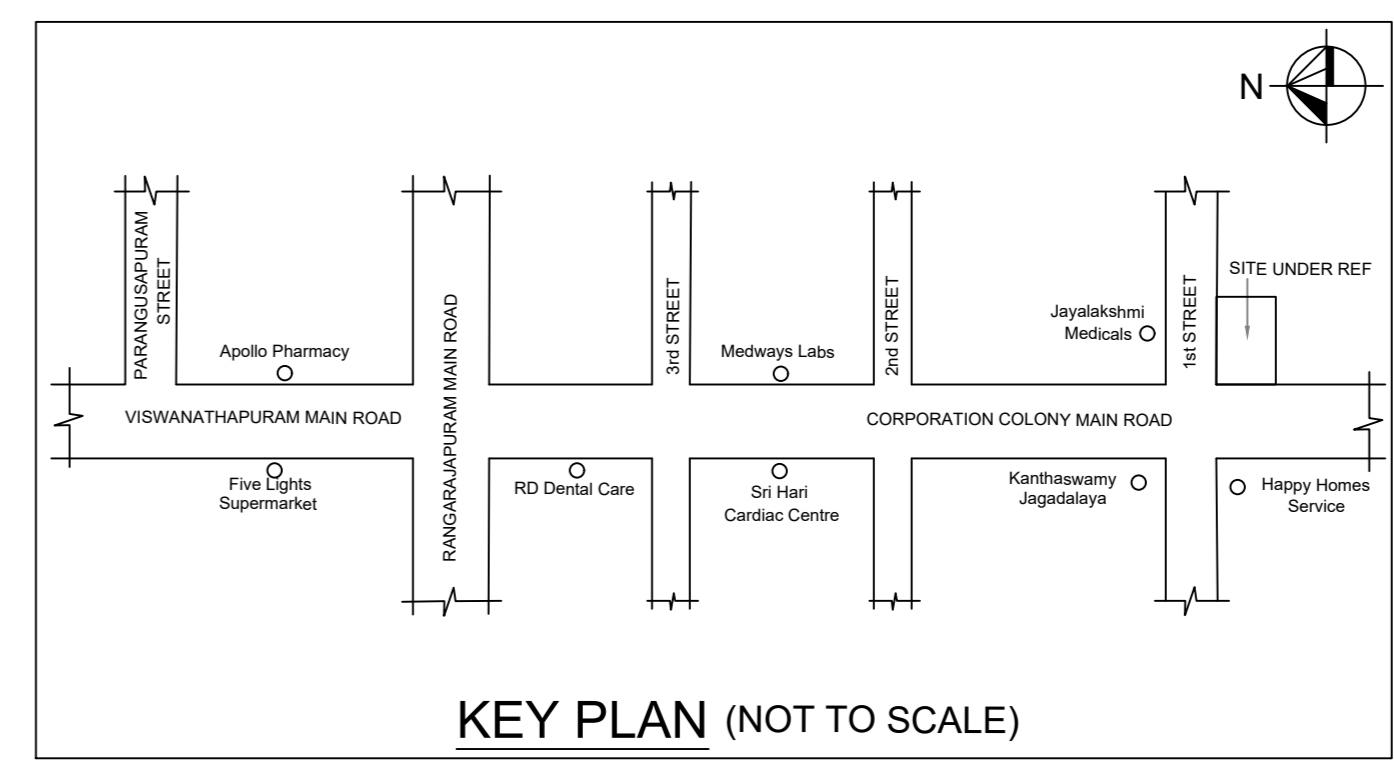 N
PARANGUSAPURAM
STREET
RANGARAJAPURAM MAIN ROAD
3rd STREET
2nd STREET
1st STREET
SITE UNDER REF
Jayalakshmi
Medicals
Apollo Pharmacy
Medways Labs
VISWANATHAPURAM MAIN ROAD
CORPORATION COLONY MAIN ROAD
Five Lights
Supermarket
RD Dental Care
Sri Hari
Cardiac Centre
Kanthaswamy
Jagadalaya
Happy Homes
Service
KEY PLAN (NOT TO SCALE)